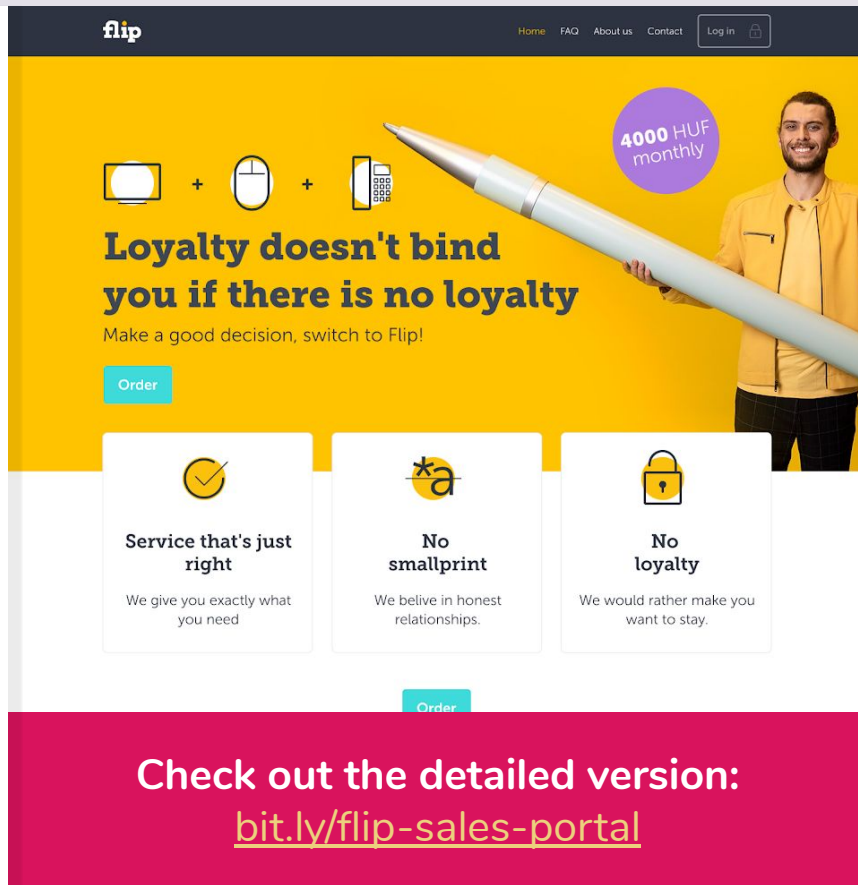 flip
Home FAQ About us Contact Log in
4000 HUF
monthly
+ +
Loyalty doesn't bind
you if there is no loyalty
Make a good decision, switch to Flip!
Order
*a
Service that's just
right
We give you exactly what
you need
No
smallprint
We belive in honest
relationships.
No
loyalty
We would rather make you
want to stay.
Order
Check out the detailed version:
bit.ly/flip-sales-portal